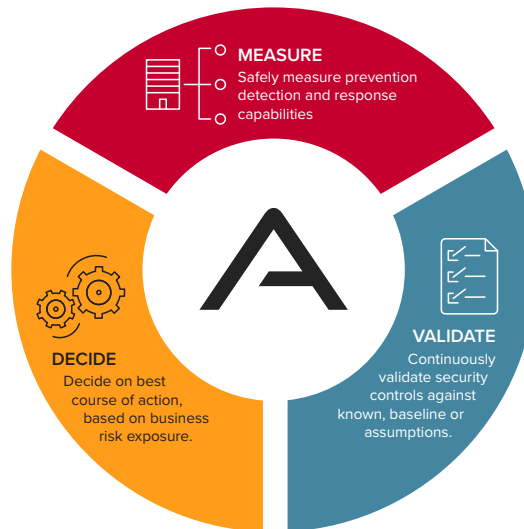 MEASURE
Safely measure prevention
detection and response
capabilities
DECIDE
Decide on best
course of action,
based on business
risk exposure.
VALIDATE
Continuously
validate security
controls against
known, baseline or
assumptions.